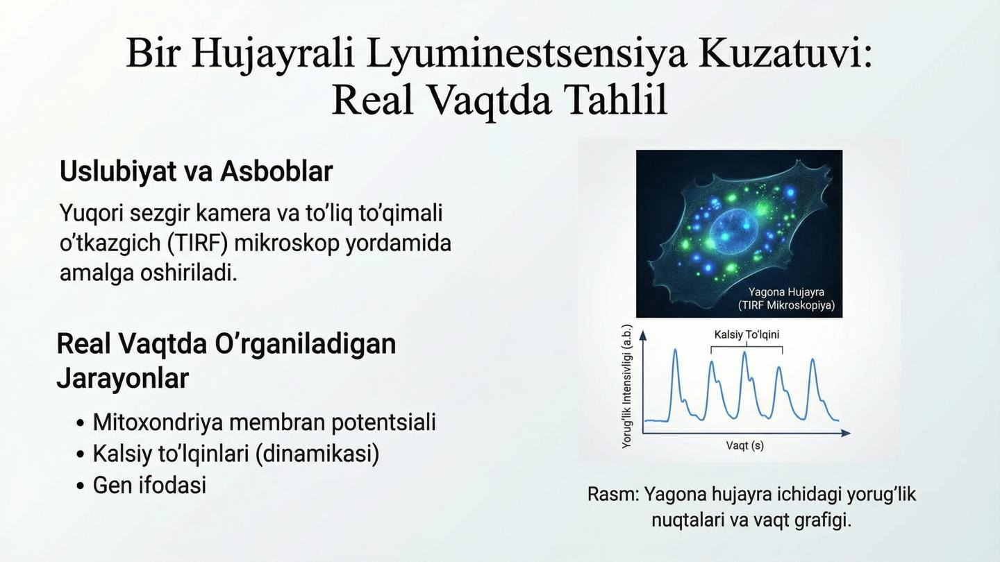 Bir Hujayrali Lyuminestsensiya Kuzatuvi:
Real Vaqtda Tahlil
Uslubiyat va Asboblar
Yuqori sezgir kamera va to’liq to’qimali
o’tkazgich (TIRF) mikroskop yordamida
amalga oshiriladi.
Real Vaqtda O’rganiladigan
Jarayonlar
• Mitoxondriya membran potentsiali
• Kalsiy to’lqinlari (dinamikasi)
• Gen ifodasi
Yagona Hujayra
(TIRF Mikroskopiya)
Kalsiy To'lqini
Yorug'lik Intensivligi (a.b.)
Vaqt (s)
Rasm: Yagona hujayra ichidagi yorug’lik
nuqtalari va vaqt grafigi.